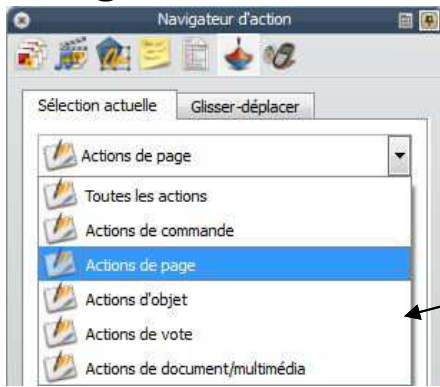 Navigateur d'action
Sélection actuelle Glisser-déplacer
Actions de page
Toutes les actions
Actions de commande
Actions de page
Actions d'objet
Actions de vote
Actions de document/multimédia